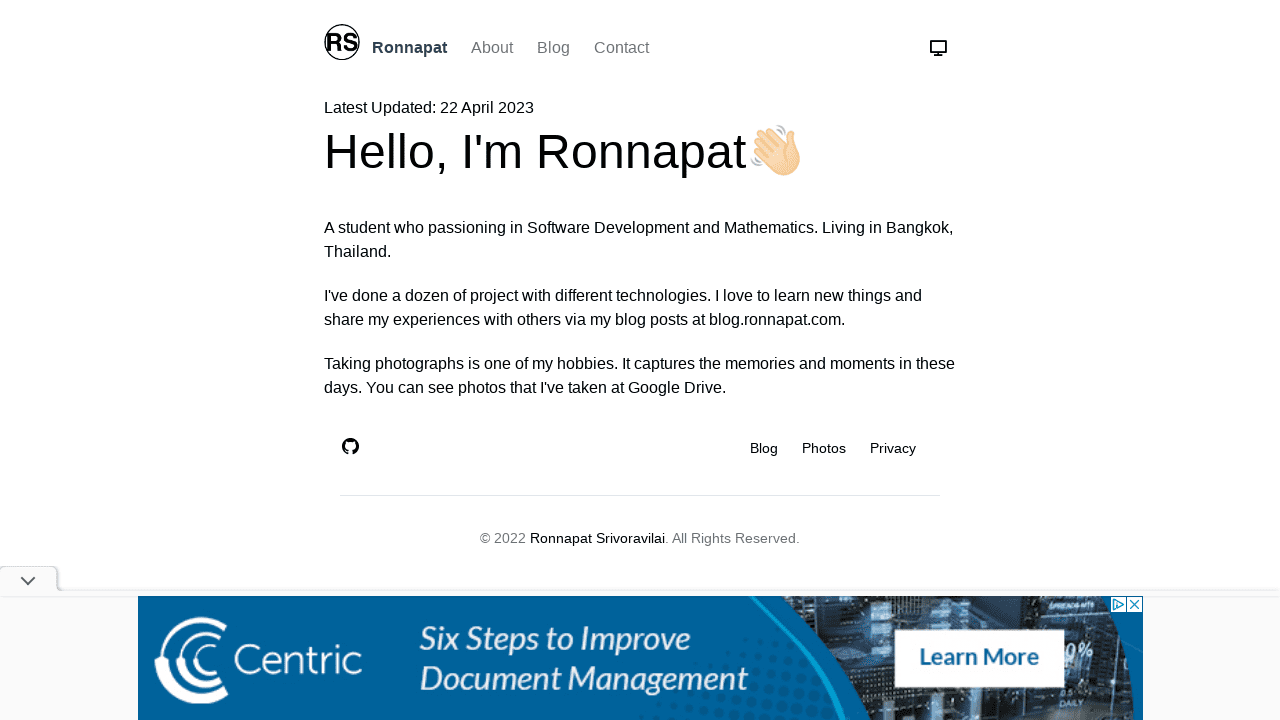 RS Ronnapat About Blog Contact
Latest Updated: 22 April 2023
Hello, I'm Ronnapat👋🏻
A student who passioning in Software Development and Mathematics. Living in Bangkok,
Thailand.
I've done a dozen of project with different technologies. I love to learn new things and
share my experiences with others via my blog posts at blog.ronnapat.com.
Taking photographs is one of my hobbies. It captures the memories and moments in these
days. You can see photos that I've taken at Google Drive.
Blog Photos Privacy
© 2022 Ronnapat Srivoravilai. All Rights Reserved.
Centric
Six Steps to Improve
Document Management
Learn More